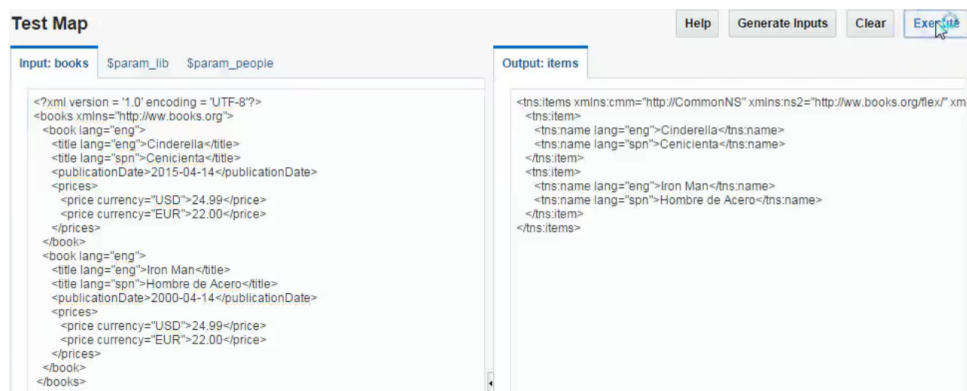 Test Map
Help
Generate Inputs
Clear
Execute
Input: books
$param_lib
$param_people
Output: items
<?xml version = '1.0' encoding = 'UTF-8'?>
<books xmlns="http://ww.books.org">
<book lang="eng">
<title lang="eng">Cinderella</title>
<title lang="spn">Cenicienta</title>
<publicationDate>2015-04-14</publicationDate>
<prices>
<price currency="USD">24.99</price>
<price currency="EUR">22.00</price>
</prices>
</book>
<book lang="eng">
<title lang="eng">Iron Man</title>
<title lang="spn">Hombre de Acero</title>
<publicationDate>2000-04-14</publicationDate>
<prices>
<price currency="USD">24.99</price>
<price currency="EUR">22.00</price>
</prices>
</book>
</books>
<tns:items xmlns:cmm="http://CommonNS" xmlns:ns2="http://ww.books.org/flex/" xm
<tns:item>
<tns:name lang="eng">Cinderella</tns:name>
<tns:name lang="spn">Cenicienta</tns:name>
</tns:item>
<tns:item>
<tns:name lang="eng">Iron Man</tns:name>
<tns:name lang="spn">Hombre de Acero</tns:name>
</tns:item>
</tns:items>